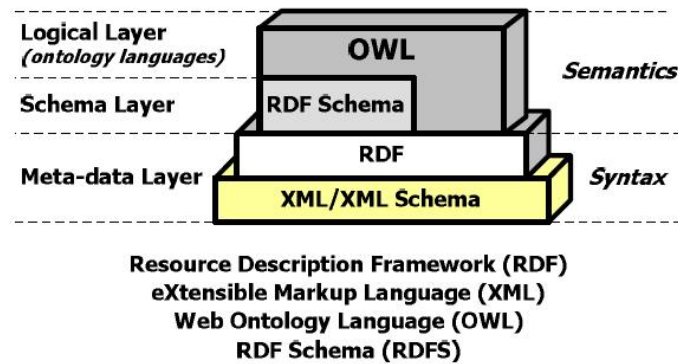 Logical Layer
(ontology languages)
OWL
Semantics
Schema Layer
RDF Schema
RDF
Meta-data Layer
Syntax
XML/XML Schema
Resource Description Framework (RDF)
eXtensible Markup Language (XML)
Web Ontology Language (OWL)
RDF Schema (RDFS)